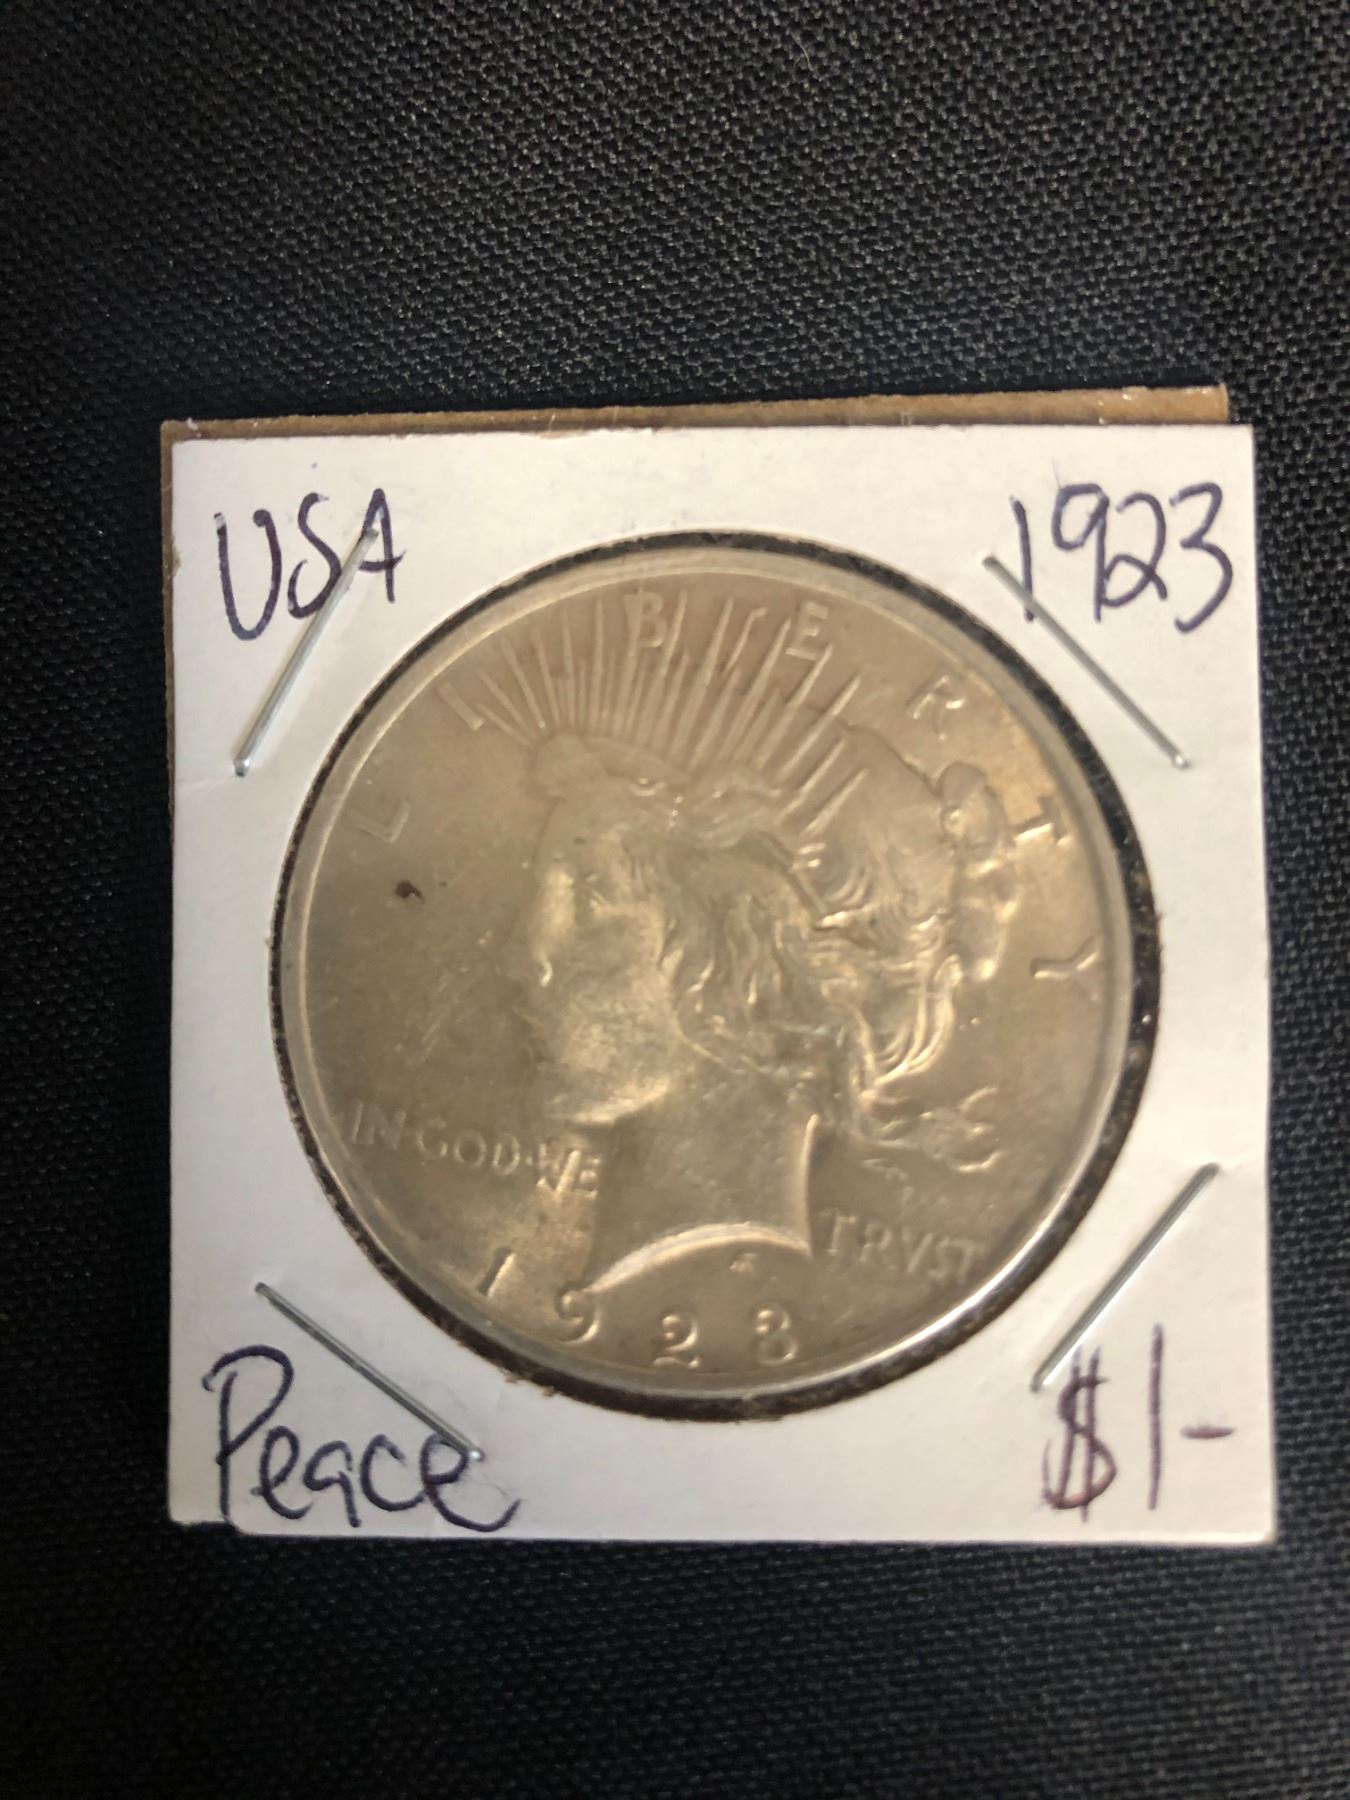 USA 1923
LIBERTY
IN·GOD·WE TRVST
1923
Peace $1-